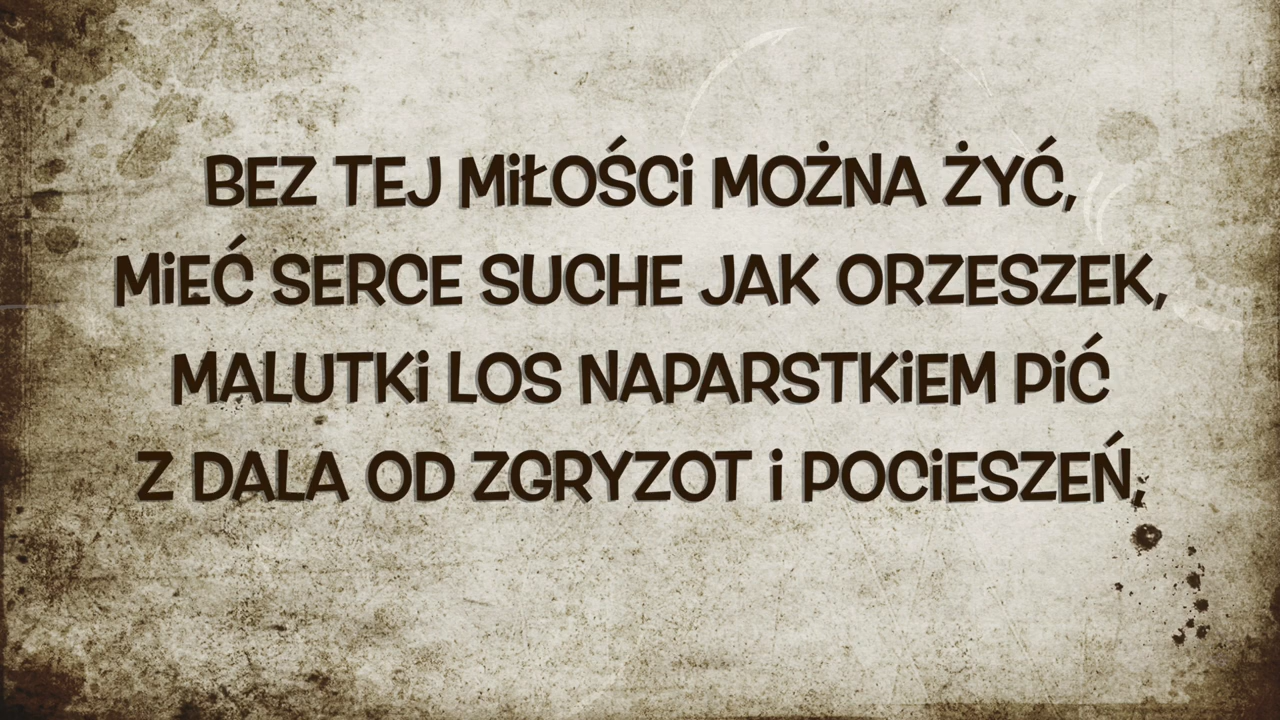 BEZ TEJ MiŁOŚCi MOŻNA ŻYĆ,
MiEĆ SERCE SUCHE JAK ORZESZEK,
MALUTKi LOS NAPARSTKiEM PiĆ
Z DALA OD ZGRYZOT i POCiESZEŃ,